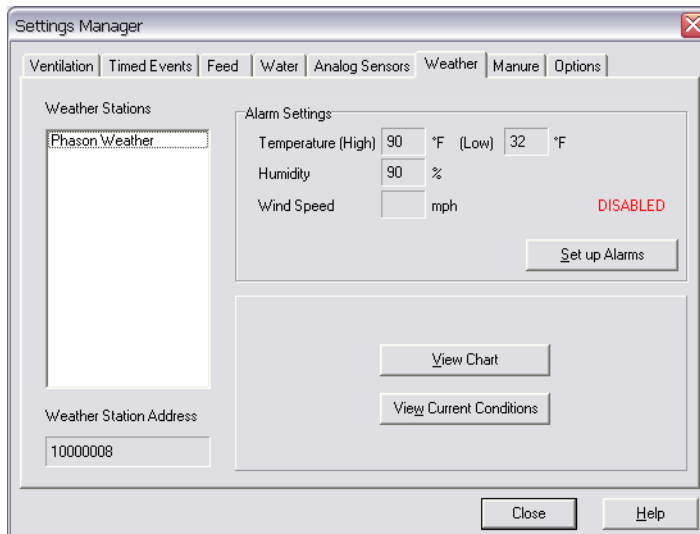 Settings Manager
Ventilation Timed Events Feed Water Analog Sensors Weather Manure Options
Weather Stations
Phason Weather
Weather Station Address
10000008
Alarm Settings
Temperature (High) 90 °F (Low) 32 °F
Humidity 90 %
Wind Speed mph DISABLED
Set up Alarms
View Chart
View Current Conditions
Close Help